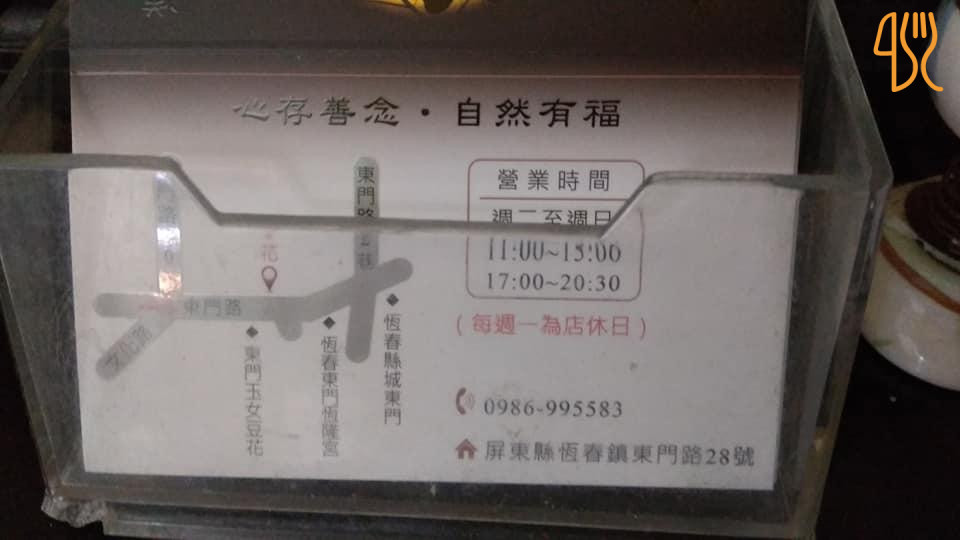 心存善念・自然有福
營業時間
週二至週日
11:00~15:00
17:00~20:30
(每週一為店休日)
0986-995583
屏東縣恆春鎮東門路28號
東門路
花
東門路
◆東門玉女豆花
◆恆春東門恆隆宮
◆恆春縣城東門